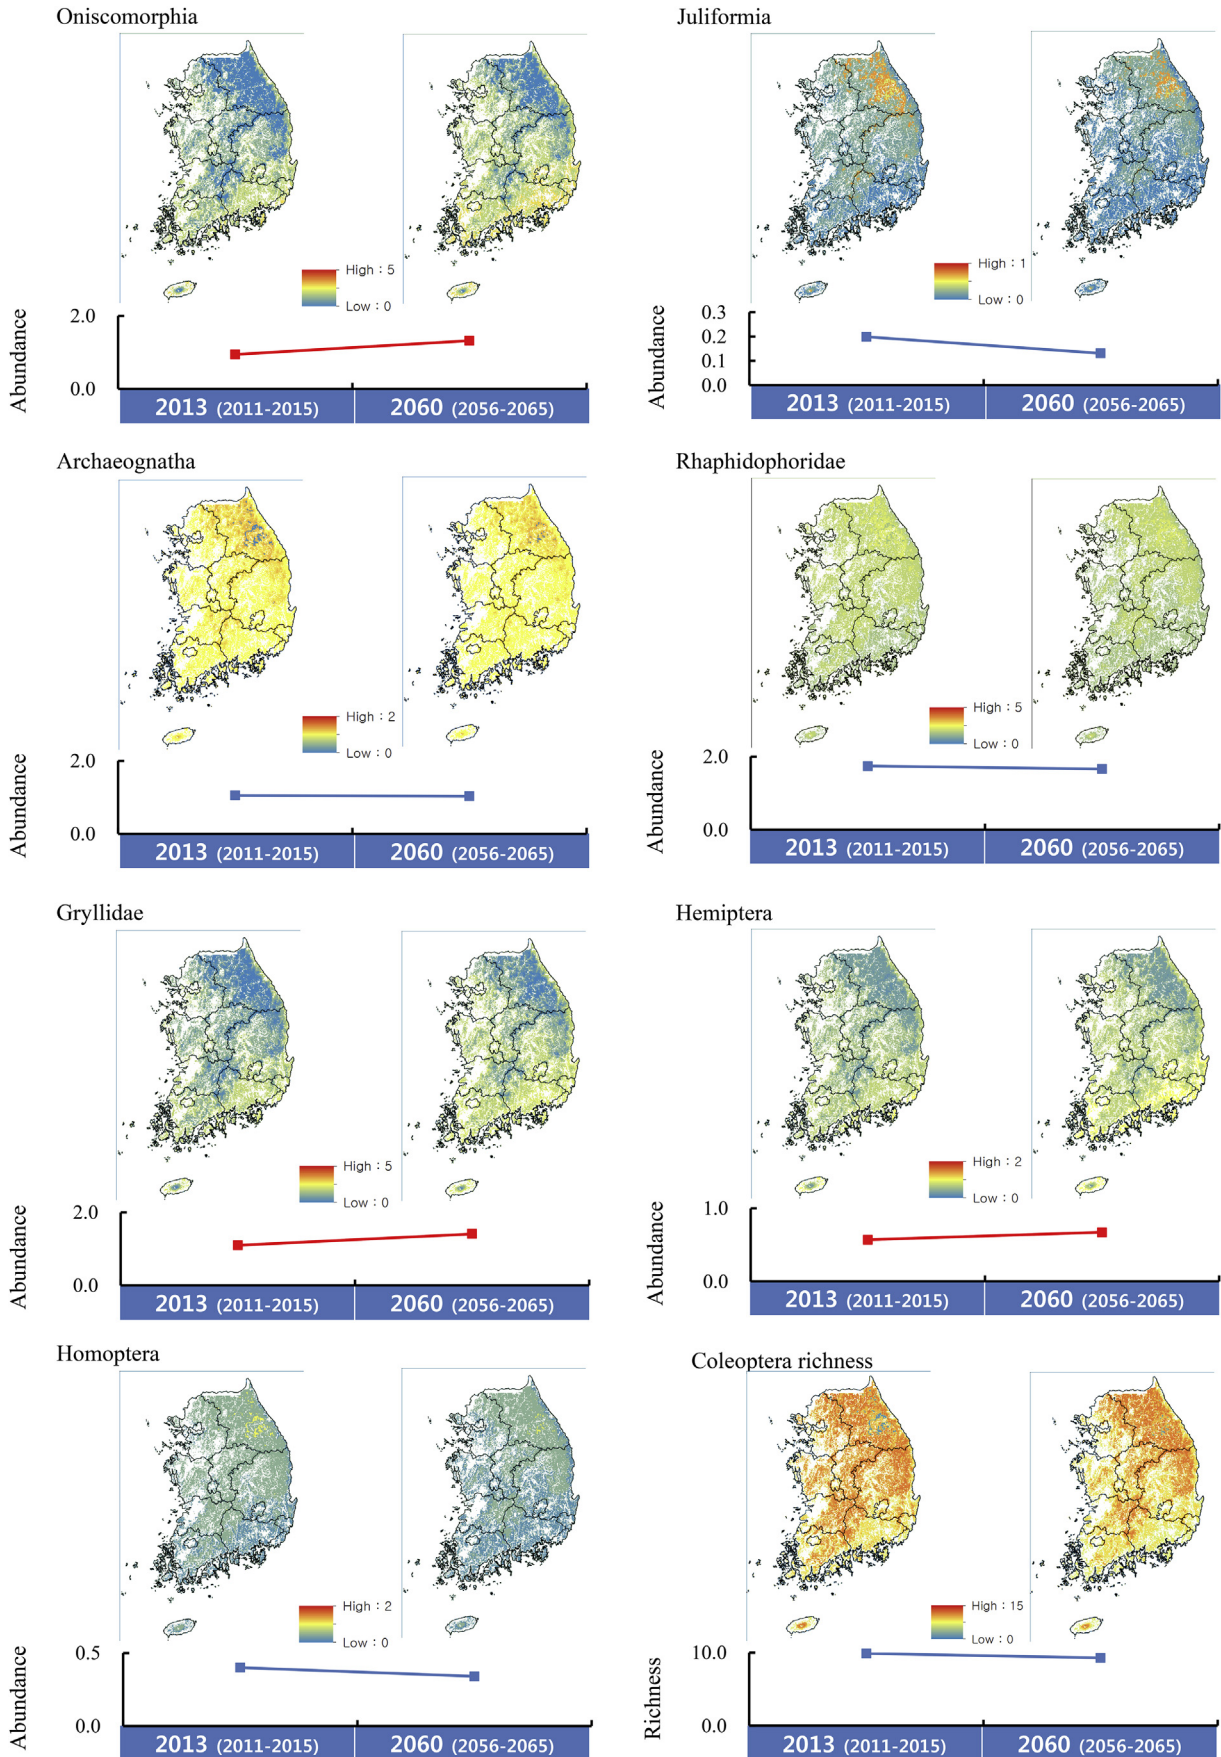 Oniscomorphia
High : 5
Low : 0
Abundance
2.0
0.0
2013 (2011-2015)
2060 (2056-2065)
Juliformia
High : 1
Low : 0
Abundance
0.3
0.2
0.1
0.0
2013 (2011-2015)
2060 (2056-2065)
Archaeognatha
High : 2
Low : 0
Abundance
2.0
0.0
2013 (2011-2015)
2060 (2056-2065)
Rhaphidophoridae
High : 5
Low : 0
Abundance
2.0
0.0
2013 (2011-2015)
2060 (2056-2065)
Gryllidae
High : 5
Low : 0
Abundance
2.0
0.0
2013 (2011-2015)
2060 (2056-2065)
Hemiptera
High : 2
Low : 0
Abundance
1.0
0.0
2013 (2011-2015)
2060 (2056-2065)
Homoptera
High : 2
Low : 0
Abundance
0.5
0.0
2013 (2011-2015)
2060 (2056-2065)
Coleoptera richness
High : 15
Low : 0
Richness
10.0
0.0
2013 (2011-2015)
2060 (2056-2065)